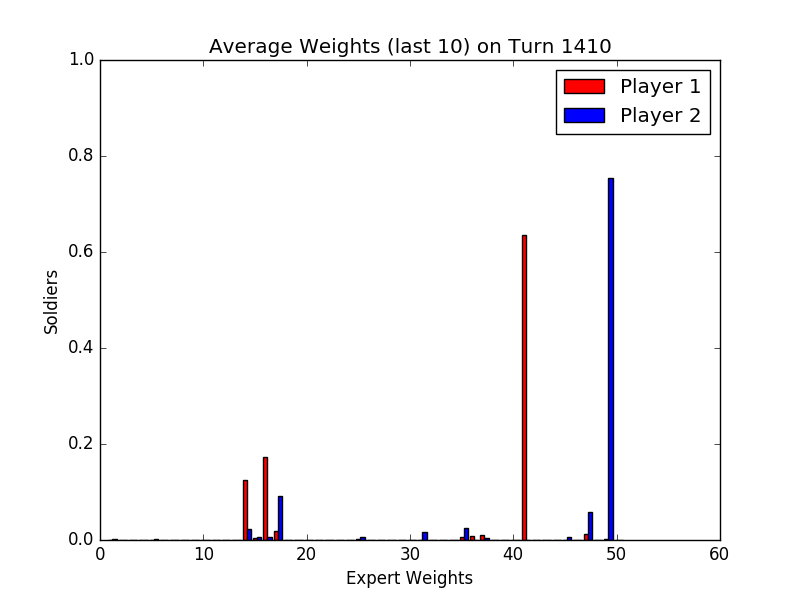 Average Weights (last 10) on Turn 1410
1.0
0.8
0.6
0.4
0.2
0.0
Soldiers
Player 1
Player 2
0 10 20 30 40 50 60
Expert Weights